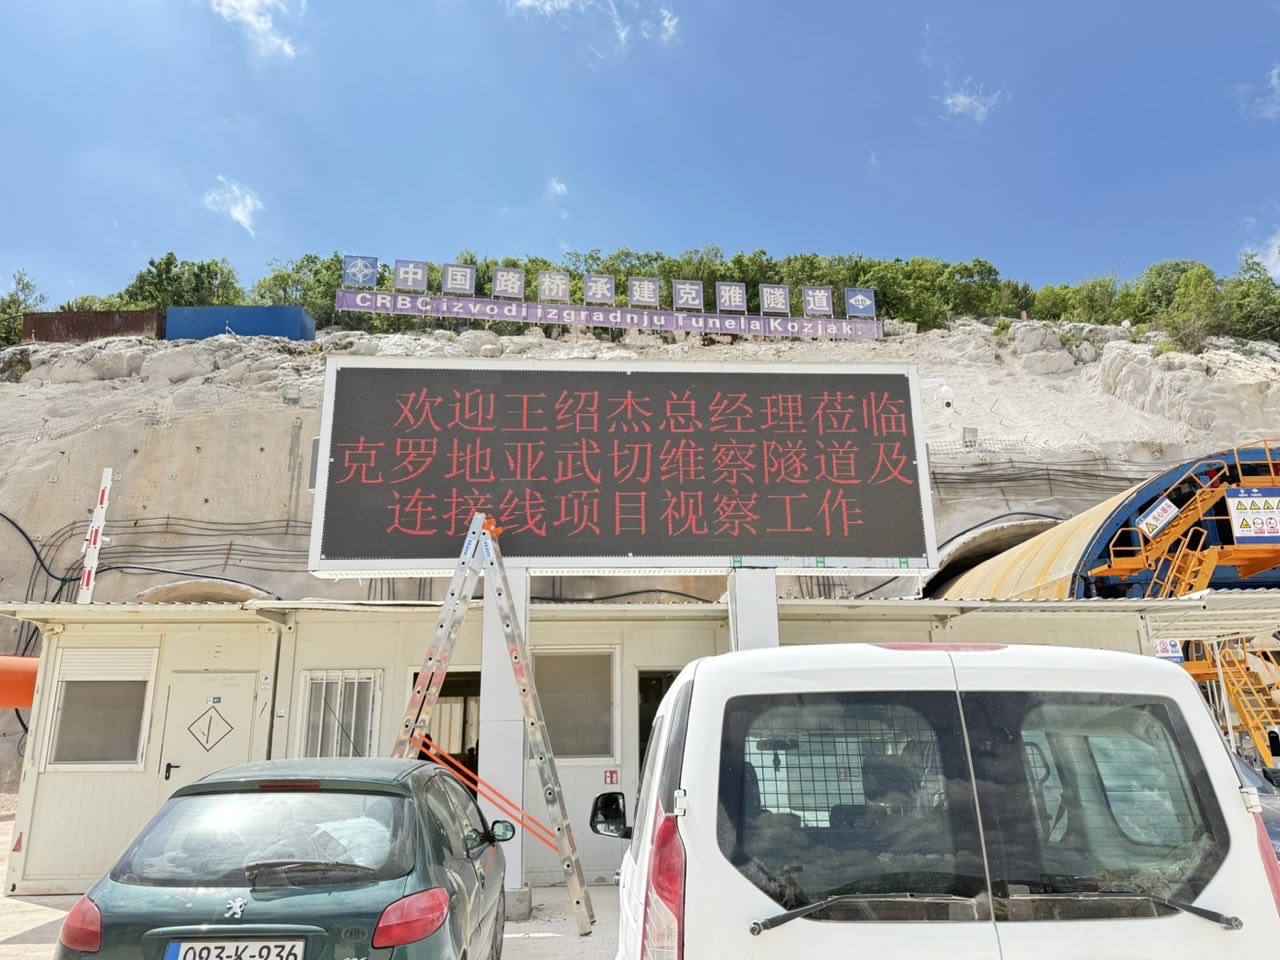 中国路桥承建克雅隧道
CRBC izvodi izgradnju Tunela Kozjak.
欢迎王绍杰总经理莅临
克罗地亚武切维察隧道及
连接线项目视察工作
093-K-936
206